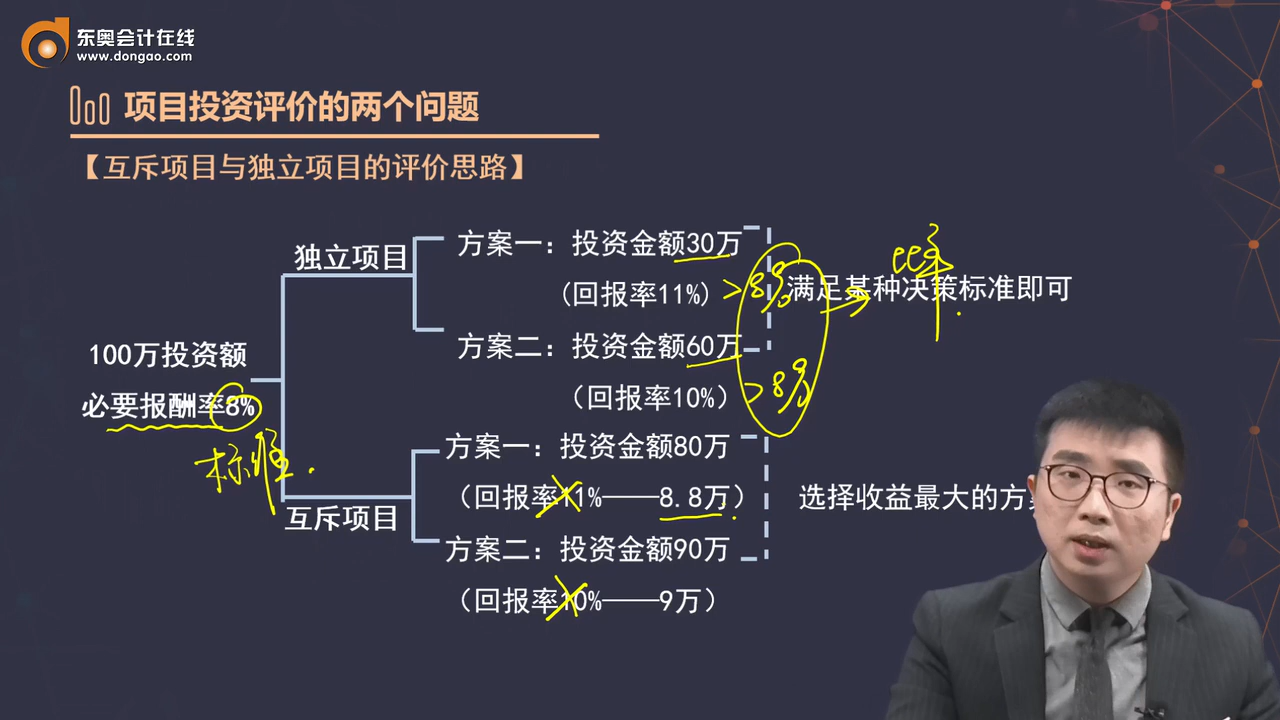 东奥会计在线
www.dongao.com
项目投资评价的两个问题
【互斥项目与独立项目的评价思路】
100万投资额
必要报酬率8%
标准.
独立项目
方案一：投资金额30万
(回报率11%) >8%
方案二：投资金额60万
（回报率10%）>8%
比率
满足某种决策标准即可
互斥项目
方案一：投资金额80万
（回报率11%——8.8万）
方案二：投资金额90万
（回报率10%——9万）
选择收益最大的方